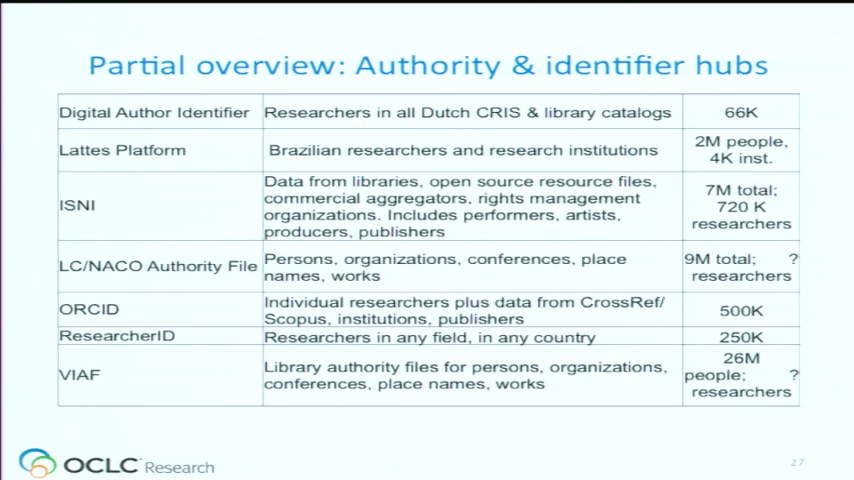 Partial overview: Authority & identifier hubs
Digital Author Identifier
Researchers in all Dutch CRIS & library catalogs
66K
Lattes Platform
Brazilian researchers and research institutions
2M people,
4K inst.
ISNI
Data from libraries, open source resource files,
commercial aggregators, rights management
organizations. Includes performers, artists,
producers, publishers
7M total;
720 K
researchers
LC/NACO Authority File
Persons, organizations, conferences, place
names, works
9M total; ?
researchers
ORCID
Individual researchers plus data from CrossRef/
Scopus, institutions, publishers
500K
ResearcherID
Researchers in any field, in any country
250K
VIAF
Library authority files for persons, organizations,
conferences, place names, works
26M
people; ?
researchers
OCLC Research
27